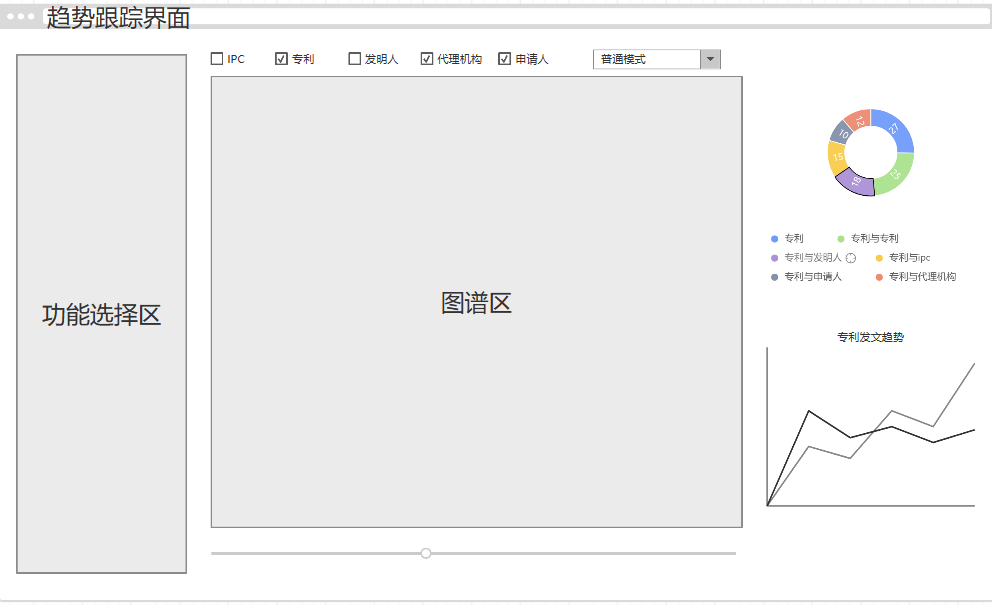 趋势跟踪界面
IPC 专利 发明人 代理机构 申请人 普通模式
功能选择区
图谱区
27
25
18
15
10
12
专利 专利与专利
专利与发明人 专利与ipc
专利与申请人 专利与代理机构
专利发文趋势